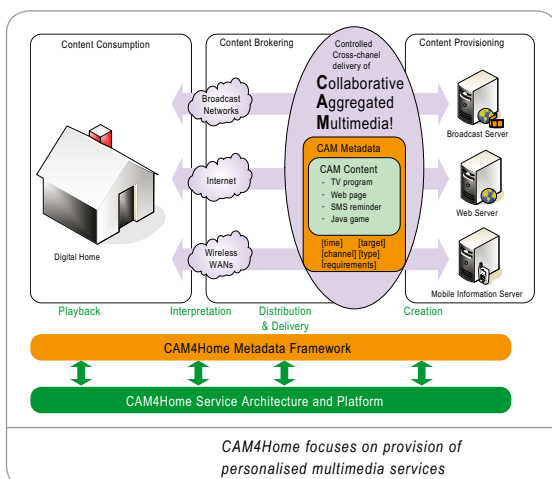 Content Consumption
Content Brokering
Controlled
Cross-chanel
delivery of
Collaborative
Aggregated
Multimedia!
Content Provisioning
Broadcast
Networks
Broadcast Server
CAM Metadata
CAM Content
- TV program
- Web page
- SMS reminder
- Java game
Internet
Web Server
[time] [target]
[channel] [type]
[requirements]
Digital Home
Wireless
WANs
Mobile Information Server
Playback
Interpretation
Distribution
& Delivery
Creation
CAM4Home Metadata Framework
CAM4Home Service Architecture and Platform
CAM4Home focuses on provision of
personalised multimedia services